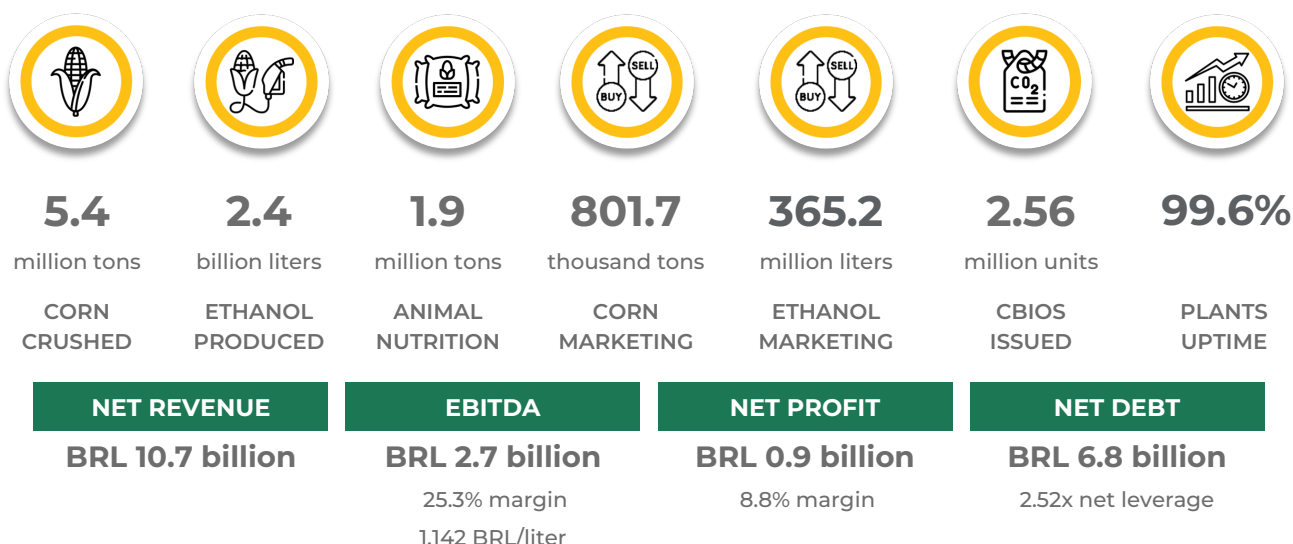 SELL
BUY
SELL
BUY
CO2
5.4
million tons
CORN
CRUSHED
2.4
billion liters
ETHANOL
PRODUCED
1.9
million tons
ANIMAL
NUTRITION
801.7
thousand tons
CORN
MARKETING
365.2
million liters
ETHANOL
MARKETING
2.56
million units
CBIOS
ISSUED
99.6%
PLANTS
UPTIME
NET REVENUE
BRL 10.7 billion
EBITDA
BRL 2.7 billion
25.3% margin
1.142 BRL/liter
NET PROFIT
BRL 0.9 billion
8.8% margin
NET DEBT
BRL 6.8 billion
2.52x net leverage